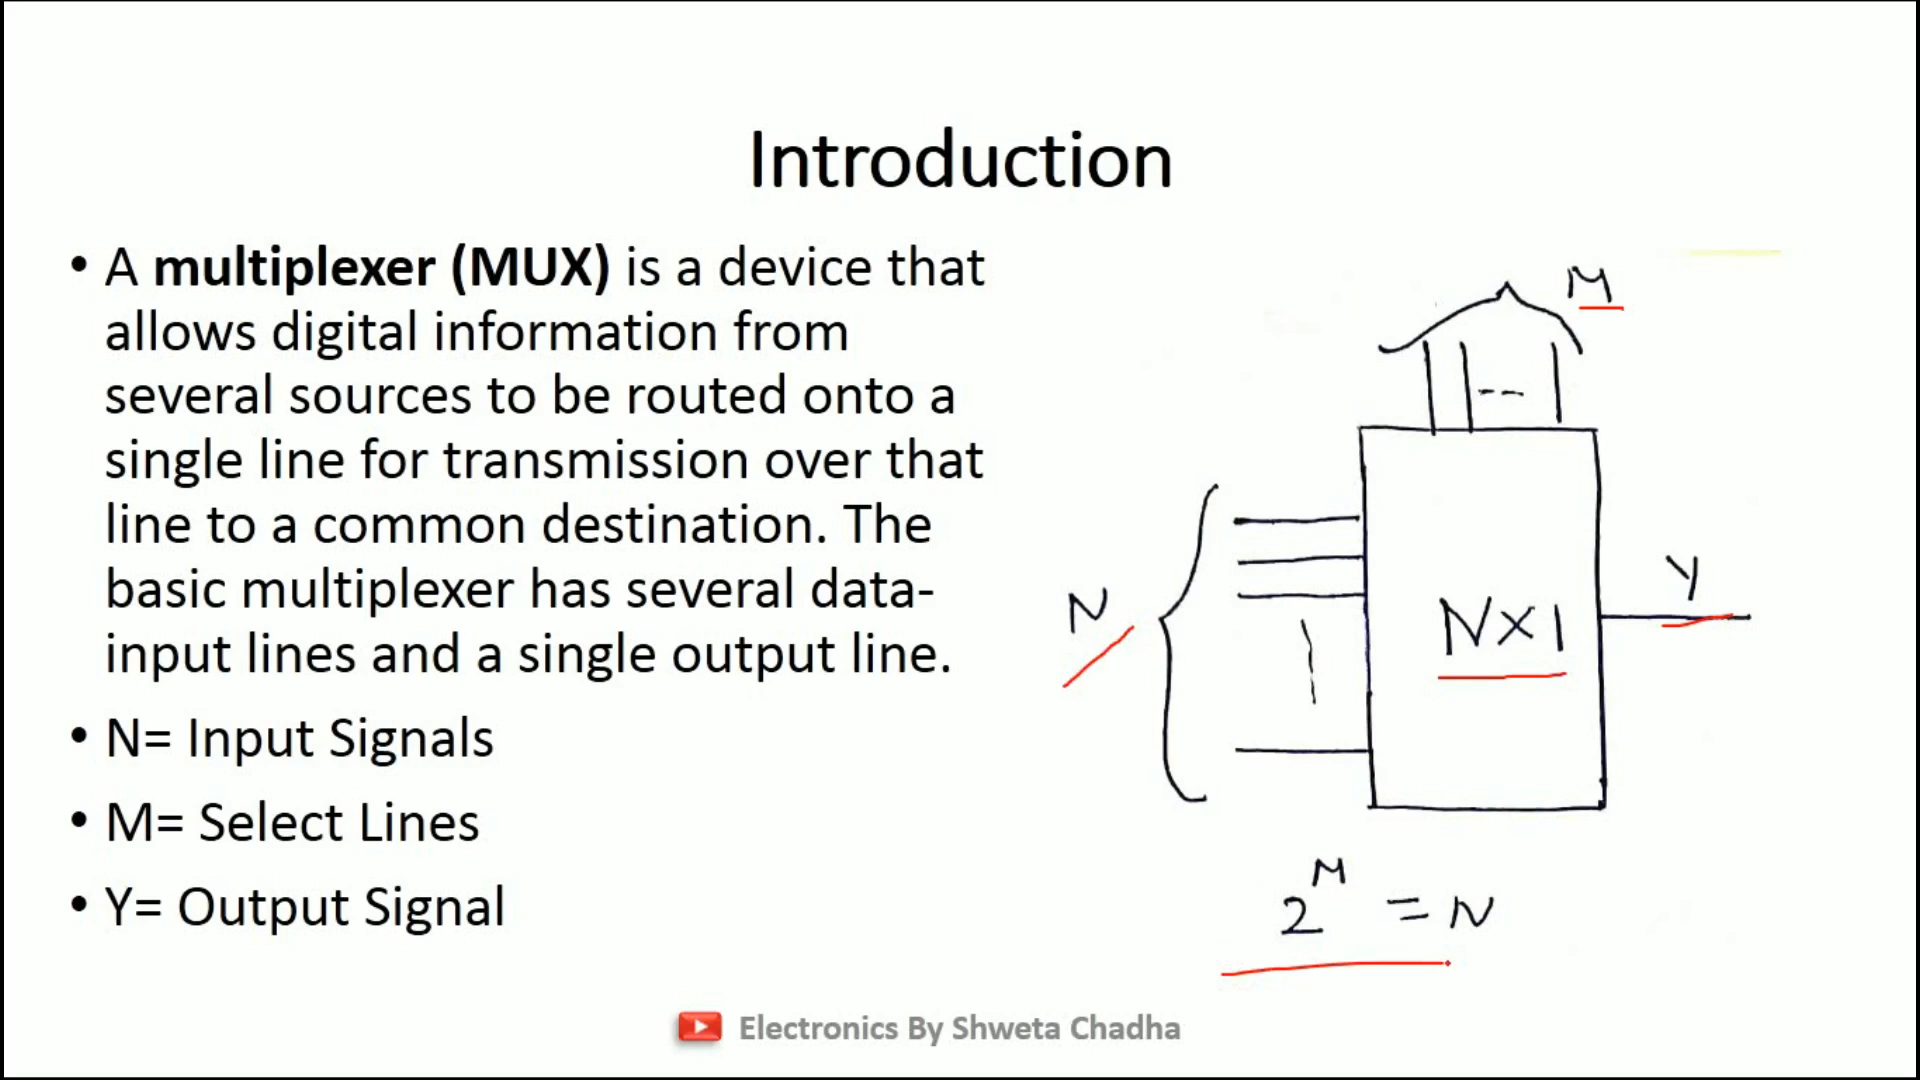 Introduction
• A multiplexer (MUX) is a device that
allows digital information from
several sources to be routed onto a
single line for transmission over that
line to a common destination. The
basic multiplexer has several data-
input lines and a single output line.
• N= Input Signals
• M= Select Lines
• Y= Output Signal
M
N
N×1
Y
2^M = N
Electronics By Shweta Chadha